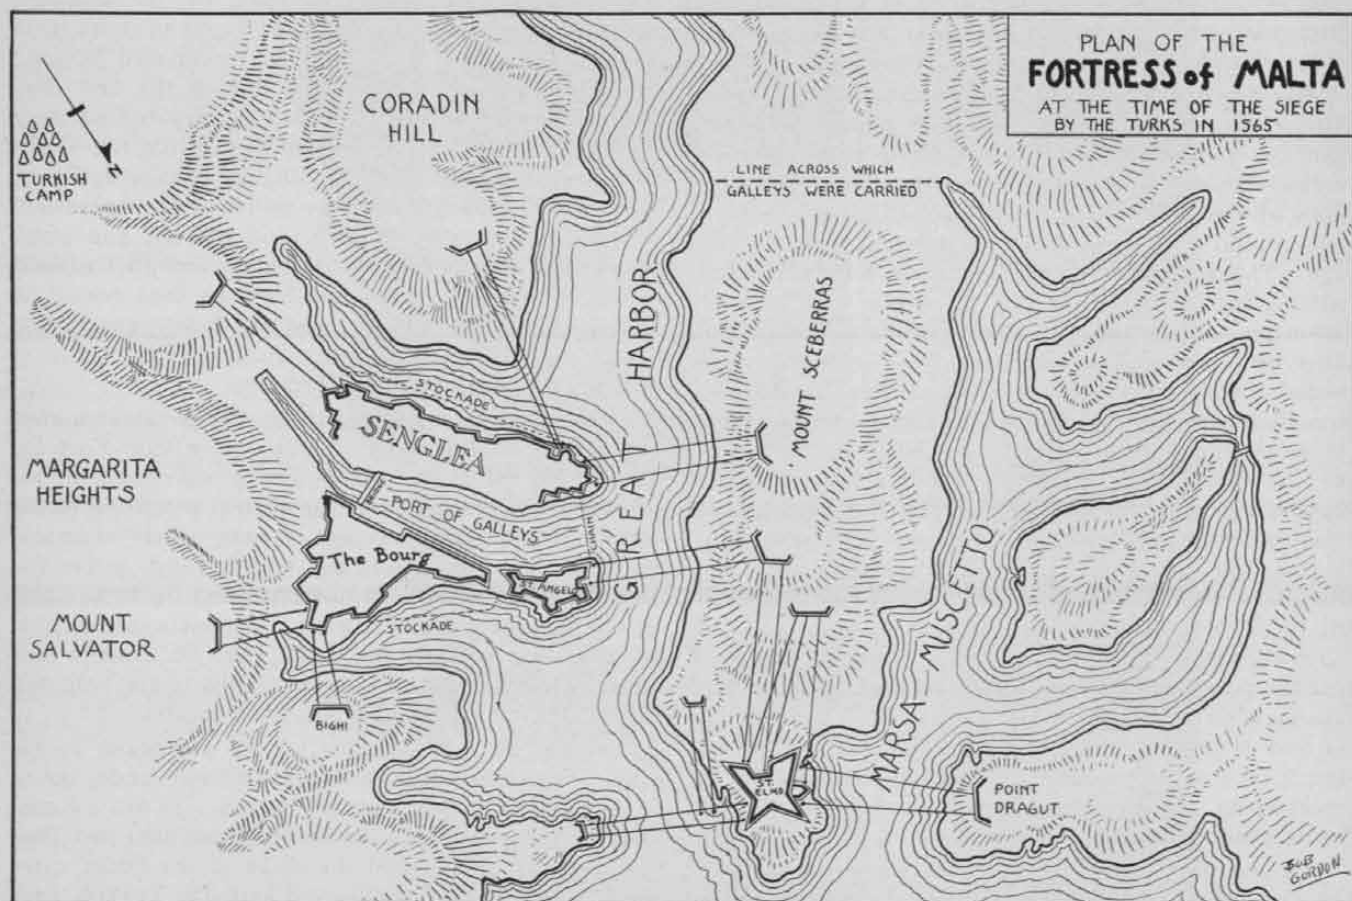 PLAN OF THE
FORTRESS of MALTA
AT THE TIME OF THE SIEGE
BY THE TURKS IN 1565
CORADIN
HILL
N
TURKISH
CAMP
LINE ACROSS WHICH
GALLEYS WERE CARRIED
GREAT HARBOR
MOUNT SCEBERRAS
STOCKADE
SENGLEA
MARGARITA
HEIGHTS
PORT OF GALLEYS
CHAIN
The Bourg
ST. ANGELO
STOCKADE
MOUNT
SALVATOR
BIGHI
MARSA MUSCETTO
ST.
ELMO
POINT
DRAGUT
BOB
GORDON